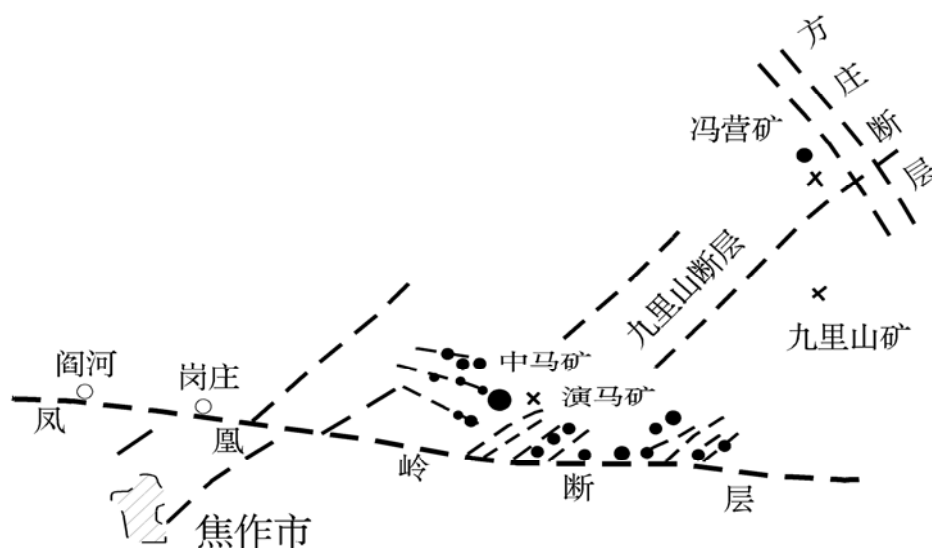 方庄断层
冯营矿
九里山断层
九里山矿
中马矿
演马矿
阎河
岗庄
凤凰岭断层
焦作市